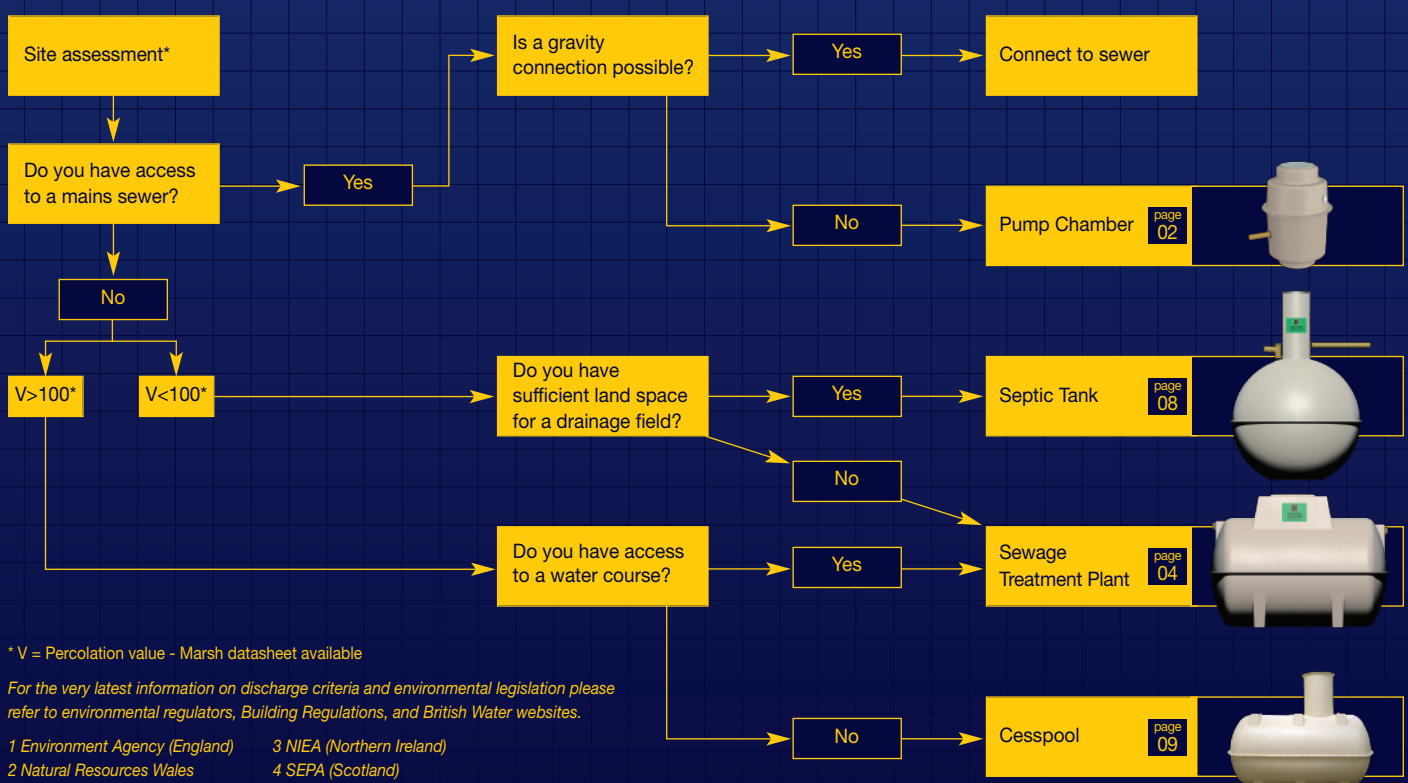 Site assessment*
Is a gravity
connection possible?
Yes
Connect to sewer
Do you have access
to a mains sewer?
Yes
No
Pump Chamber
page
02
No
V>100*
V<100*
Do you have
sufficient land space
for a drainage field?
Yes
Septic Tank
page
08
No
Do you have access
to a water course?
Yes
Sewage
Treatment Plant
page
04
* V = Percolation value - Marsh datasheet available
For the very latest information on discharge criteria and environmental legislation please
refer to environmental regulators, Building Regulations, and British Water websites.
1 Environment Agency (England)
2 Natural Resources Wales
3 NIEA (Northern Ireland)
4 SEPA (Scotland)
No
Cesspool
page
09